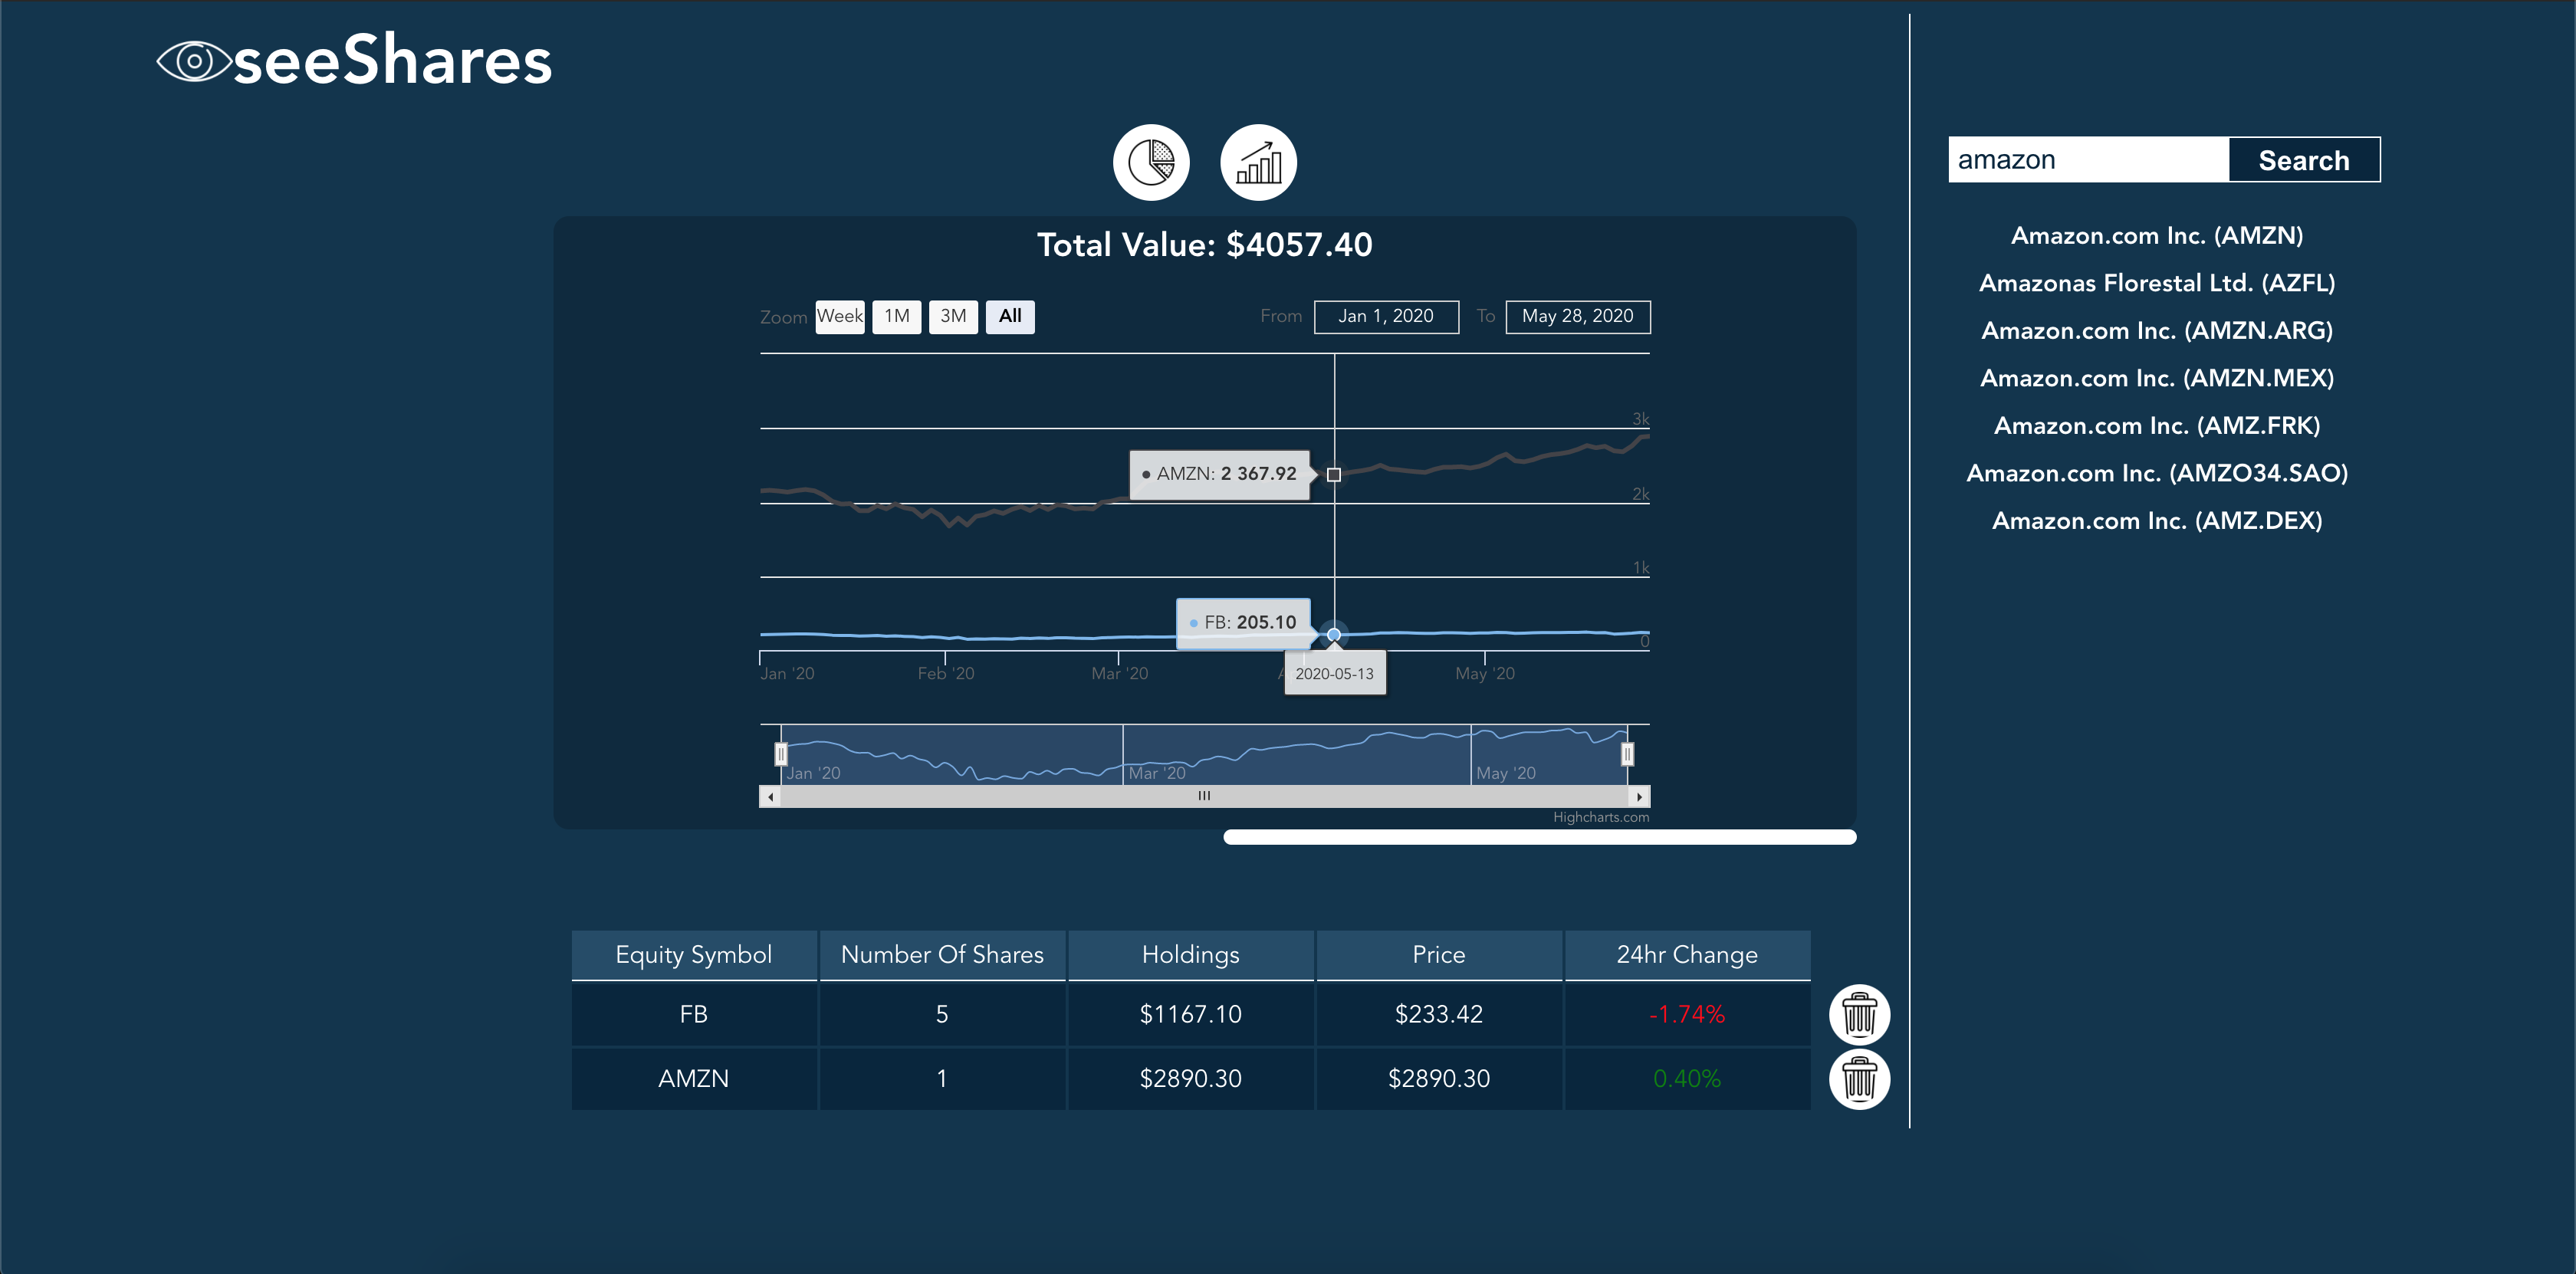 seeShares
amazon Search
Amazon.com Inc. (AMZN)
Amazonas Florestal Ltd. (AZFL)
Amazon.com Inc. (AMZN.ARG)
Amazon.com Inc. (AMZN.MEX)
Amazon.com Inc. (AMZ.FRK)
Amazon.com Inc. (AMZO34.SAO)
Amazon.com Inc. (AMZ.DEX)
Total Value: $4057.40
Zoom Week 1M 3M All From Jan 1, 2020 To May 28, 2020
3k
AMZN: 2 367.92
2k
1k
FB: 205.10
0
Jan '20 Feb '20 Mar '20 2020-05-13 May '20
Jan '20 Mar '20 May '20
Highcharts.com
Equity Symbol Number Of Shares Holdings Price 24hr Change
FB 5 $1167.10 $233.42 -1.74%
AMZN 1 $2890.30 $2890.30 0.40%